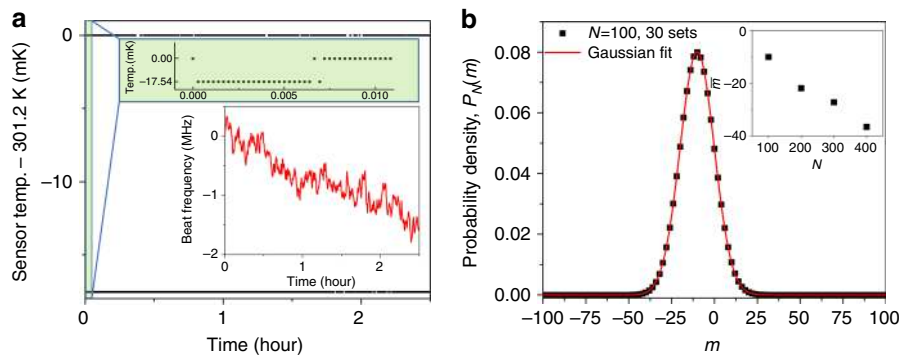 a
Sensor temp. – 301.2 K (mK)
0
–10
0
1
2
Time (hour)
Temp.(mK)
0.00
–17.54
0.000
0.005
0.010
Beat frequency (MHz)
0
–1
–2
0
1
2
Time (hour)
b
Probability density, P_N(m)
0.08
0.06
0.04
0.02
0.00
–100
–75
–50
–25
0
25
50
75
100
m
N=100, 30 sets
Gaussian fit
m̅
0
–20
–40
100
200
300
400
N